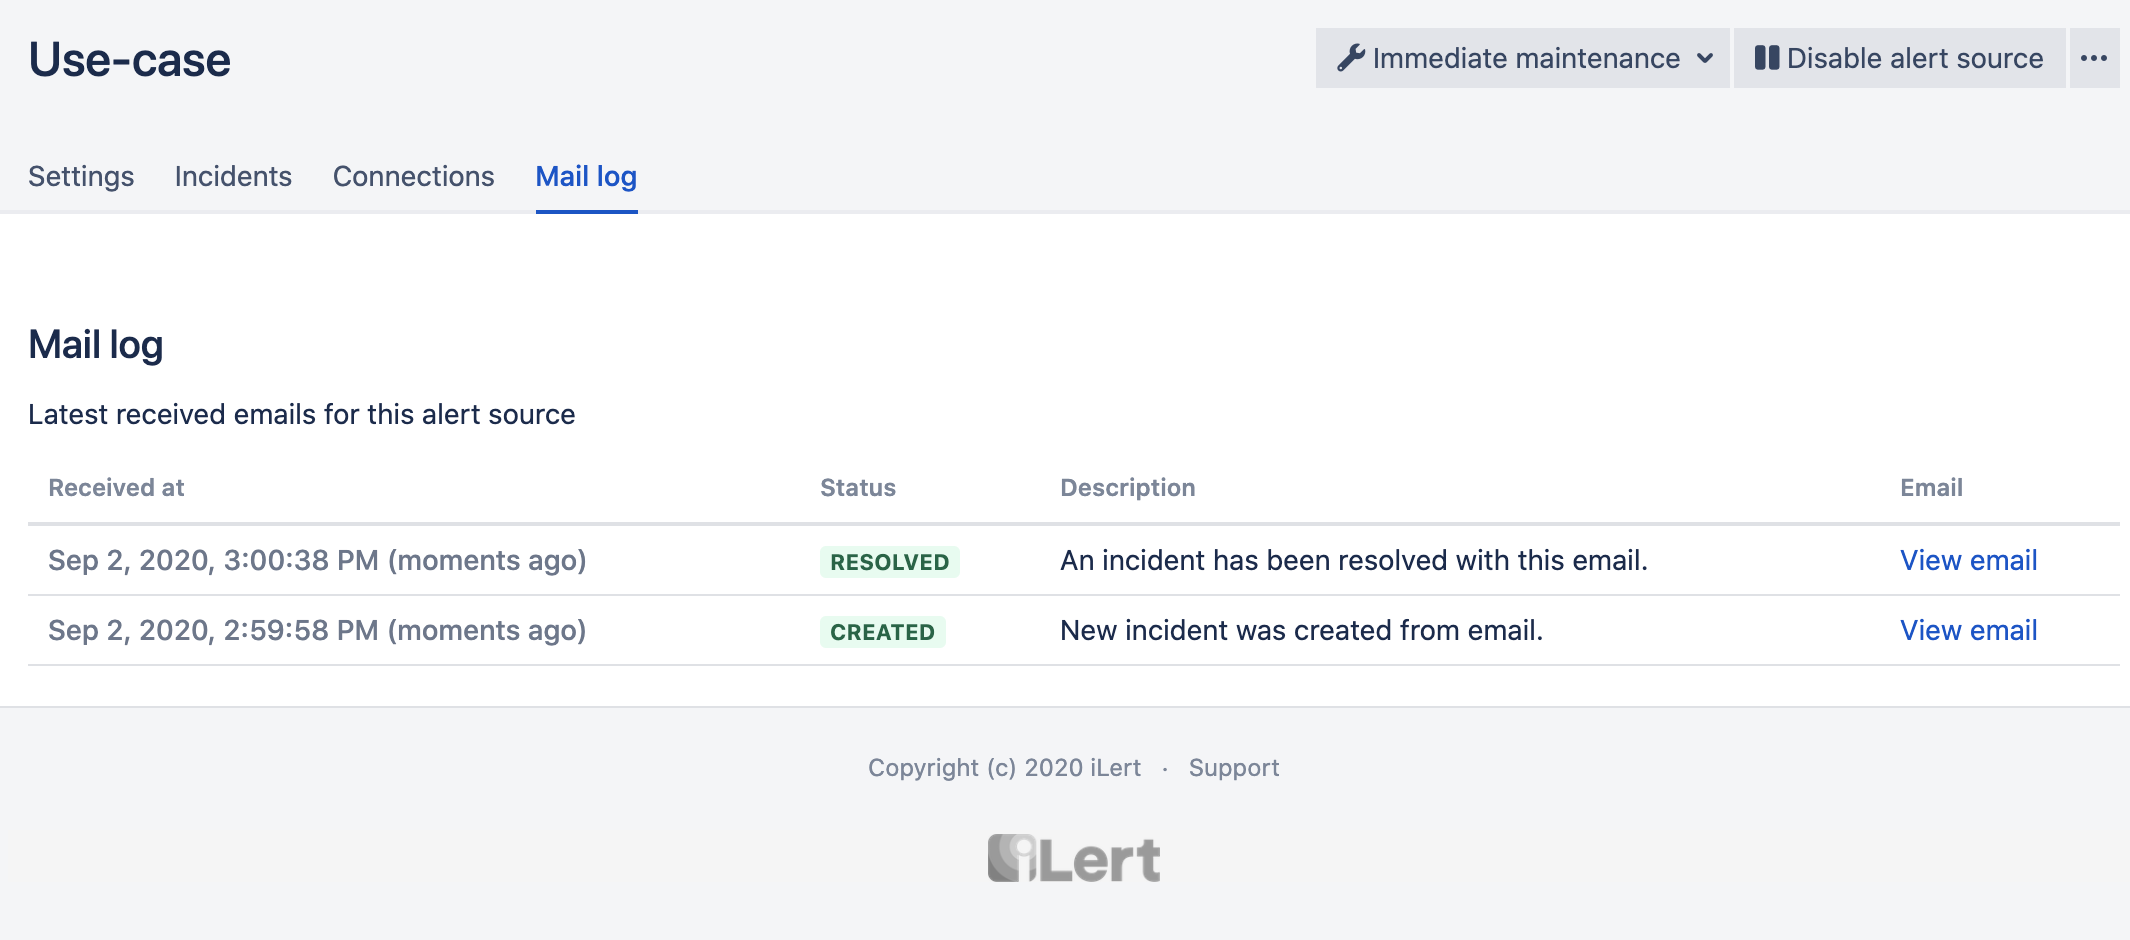 Use-case
Immediate maintenance
Disable alert source
Settings Incidents Connections Mail log
Mail log
Latest received emails for this alert source
Received at Status Description Email
Sep 2, 2020, 3:00:38 PM (moments ago) RESOLVED An incident has been resolved with this email. View email
Sep 2, 2020, 2:59:58 PM (moments ago) CREATED New incident was created from email. View email
Copyright (c) 2020 iLert · Support
iLert